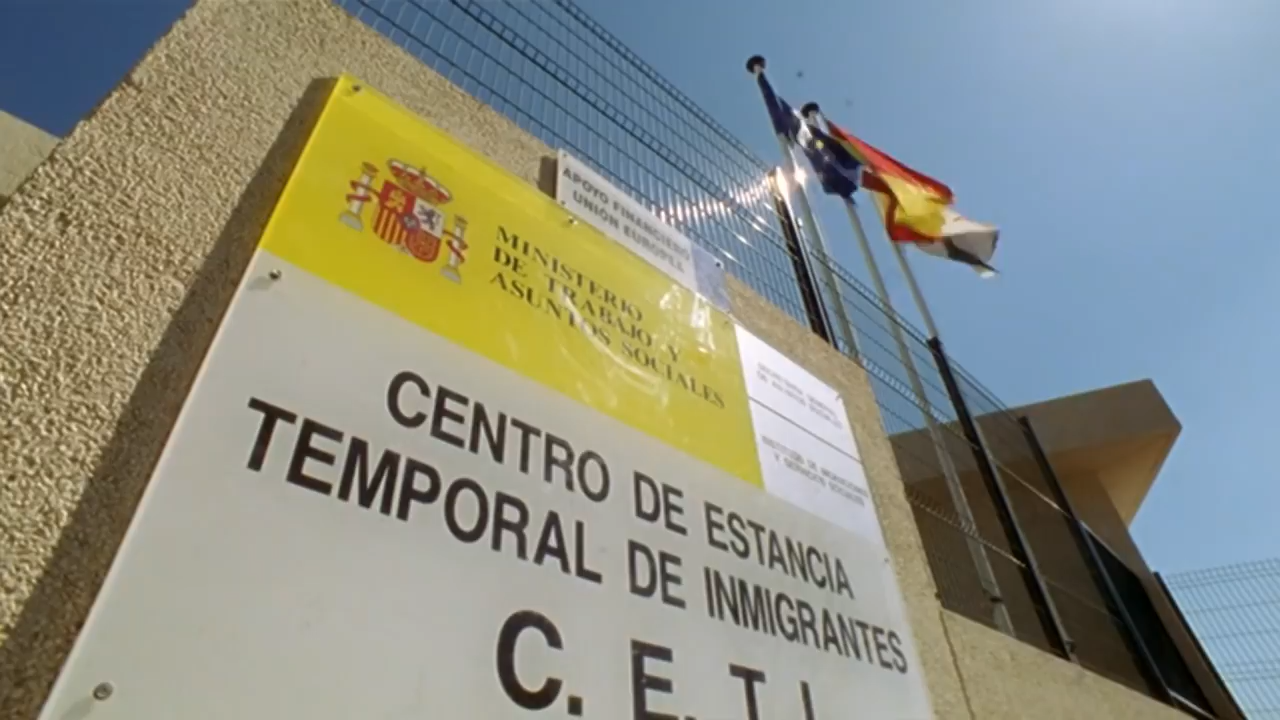 APOYO FINANCIERO
UNIÓN EUROPEA
MINISTERIO
DE TRABAJO Y
ASUNTOS SOCIALES
CENTRO DE ESTANCIA
TEMPORAL DE INMIGRANTES
C. E. T. I.